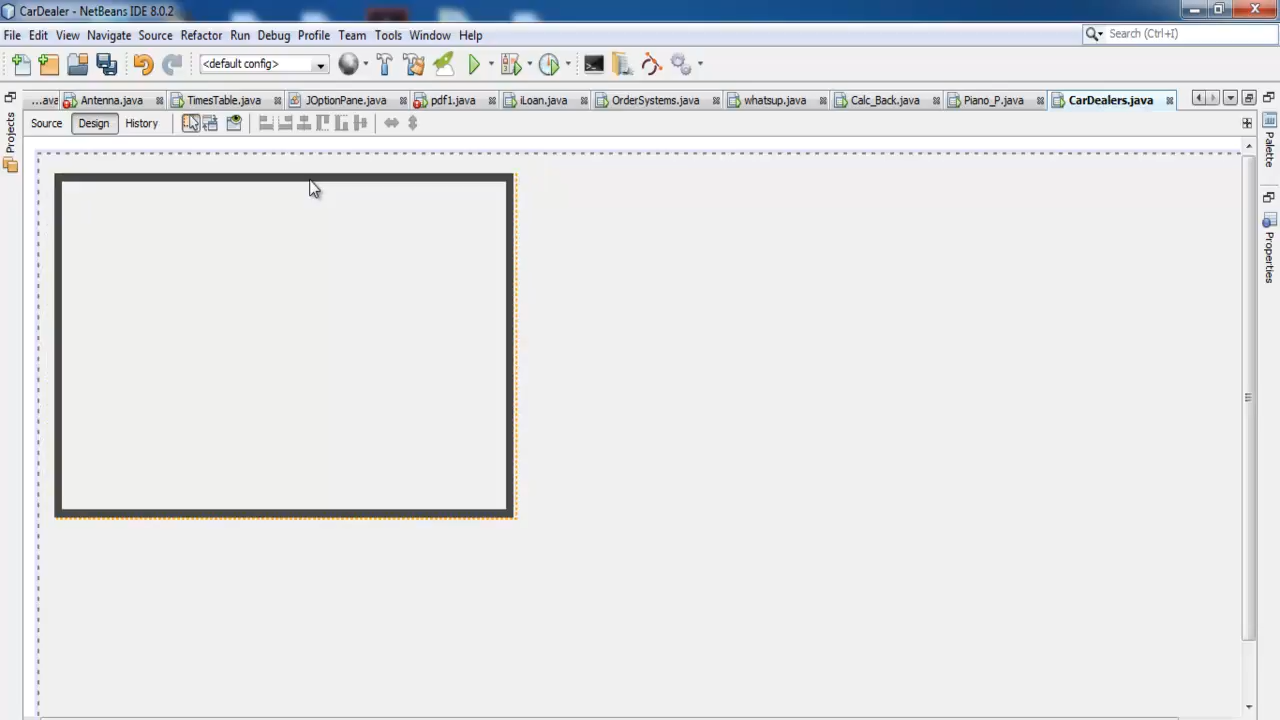 CarDealer - NetBeans IDE 8.0.2
File Edit View Navigate Source Refactor Run Debug Profile Team Tools Window Help
Search (Ctrl+I)
<default config>
...ava Antenna.java TimesTable.java JOptionPane.java pdf1.java iLoan.java OrderSystems.java whatsup.java Calc_Back.java Piano_P.java CarDealers.java
Source Design History
Projects
Palette
Properties